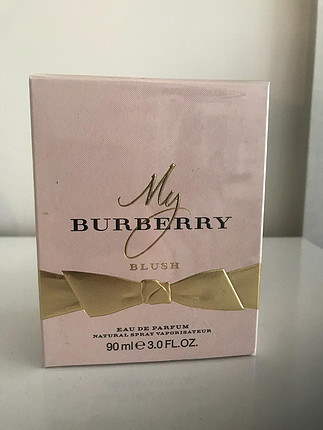 My
BURBERRY
BLUSH
EAU DE PARFUM
NATURAL SPRAY VAPORISATEUR
90 ml ℮ 3.0 FL.OZ.